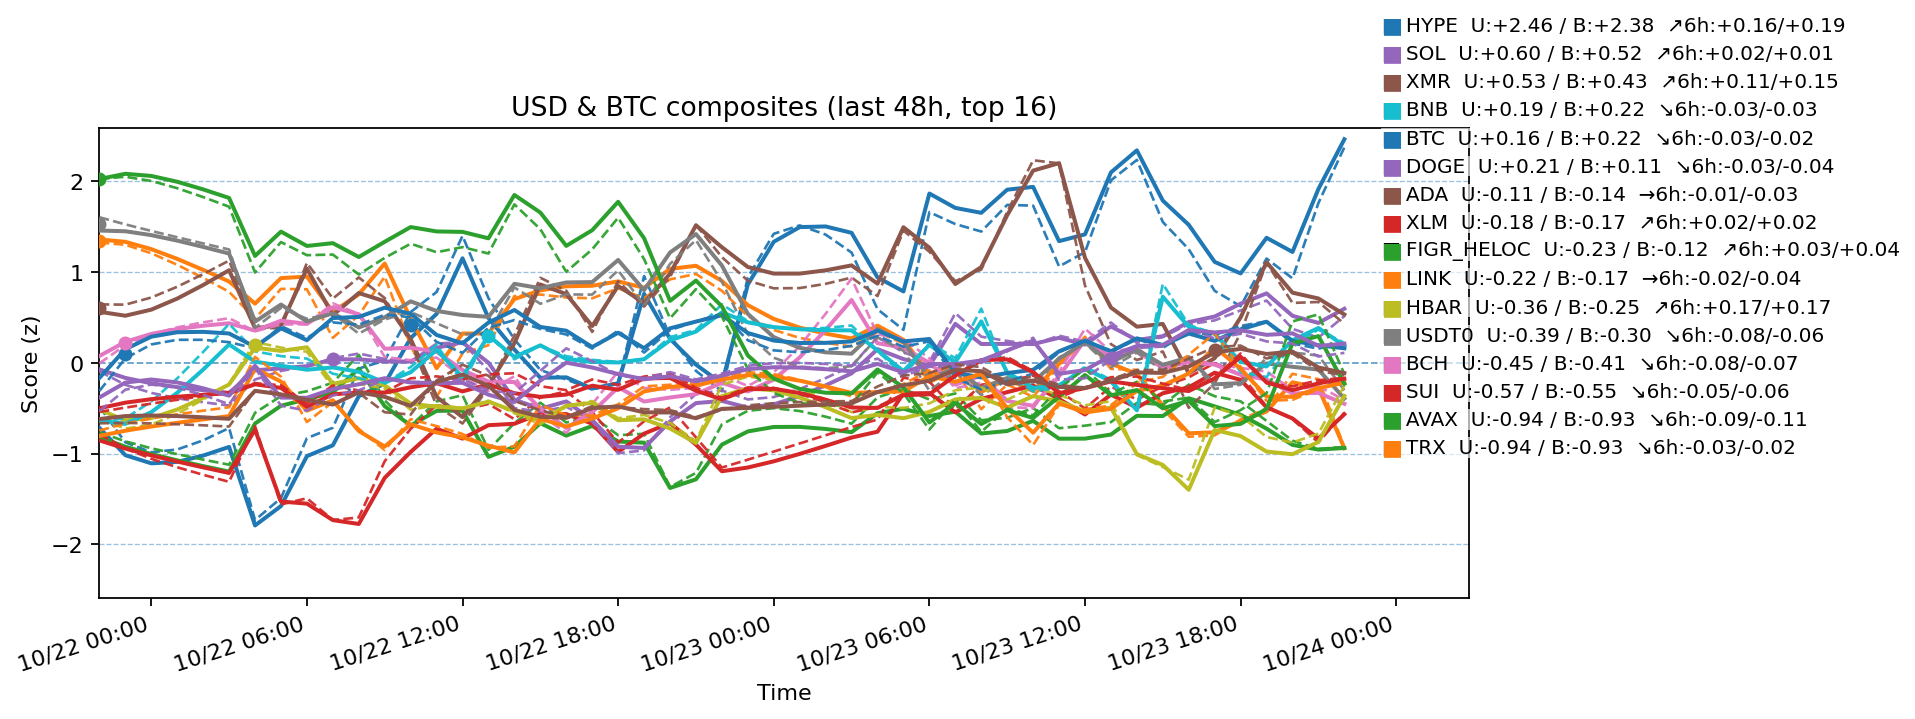 HYPE U:+2.46 / B:+2.38 ↗6h:+0.16/+0.19
SOL U:+0.60 / B:+0.52 ↗6h:+0.02/+0.01
XMR U:+0.53 / B:+0.43 ↗6h:+0.11/+0.15
BNB U:+0.19 / B:+0.22 ↘6h:-0.03/-0.03
BTC U:+0.16 / B:+0.22 ↘6h:-0.03/-0.02
DOGE U:+0.21 / B:+0.11 ↘6h:-0.03/-0.04
ADA U:-0.11 / B:-0.14 →6h:-0.01/-0.03
XLM U:-0.18 / B:-0.17 ↗6h:+0.02/+0.02
FIGR_HELOC U:-0.23 / B:-0.12 ↗6h:+0.03/+0.04
LINK U:-0.22 / B:-0.17 →6h:-0.02/-0.04
HBAR U:-0.36 / B:-0.25 ↗6h:+0.17/+0.17
USDT0 U:-0.39 / B:-0.30 ↘6h:-0.08/-0.06
BCH U:-0.45 / B:-0.41 ↘6h:-0.08/-0.07
SUI U:-0.57 / B:-0.55 ↘6h:-0.05/-0.06
AVAX U:-0.94 / B:-0.93 ↘6h:-0.09/-0.11
TRX U:-0.94 / B:-0.93 ↘6h:-0.03/-0.02
USD & BTC composites (last 48h, top 16)
Score (z)
2
1
0
−1
−2
10/22 00:00
10/22 06:00
10/22 12:00
10/22 18:00
10/23 00:00
10/23 06:00
10/23 12:00
10/23 18:00
10/24 00:00
Time